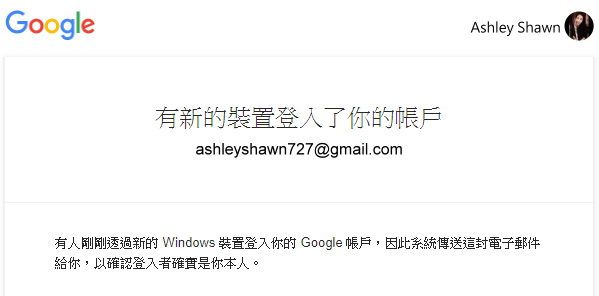 Google
Ashley Shawn
有新的裝置登入了你的帳戶
ashleyshawn727@gmail.com
有人剛剛透過新的 Windows 裝置登入你的 Google 帳戶，因此系統傳送這封電子郵件
給你，以確認登入者確實是你本人。